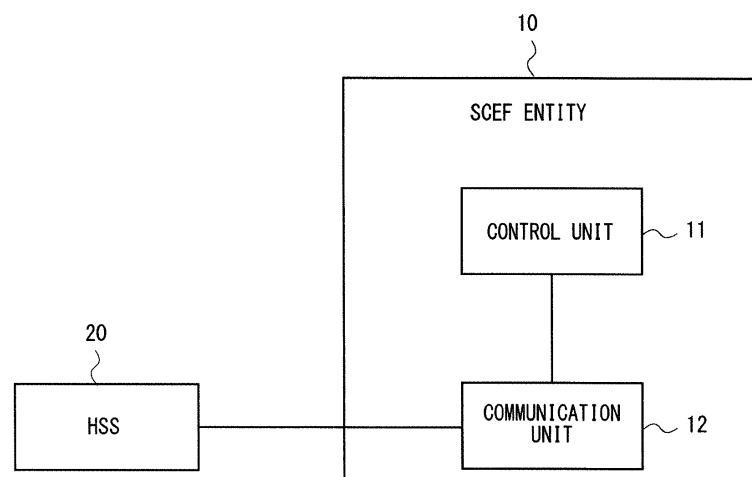 10
SCEF ENTITY
CONTROL UNIT
11
20
HSS
COMMUNICATION
UNIT
12